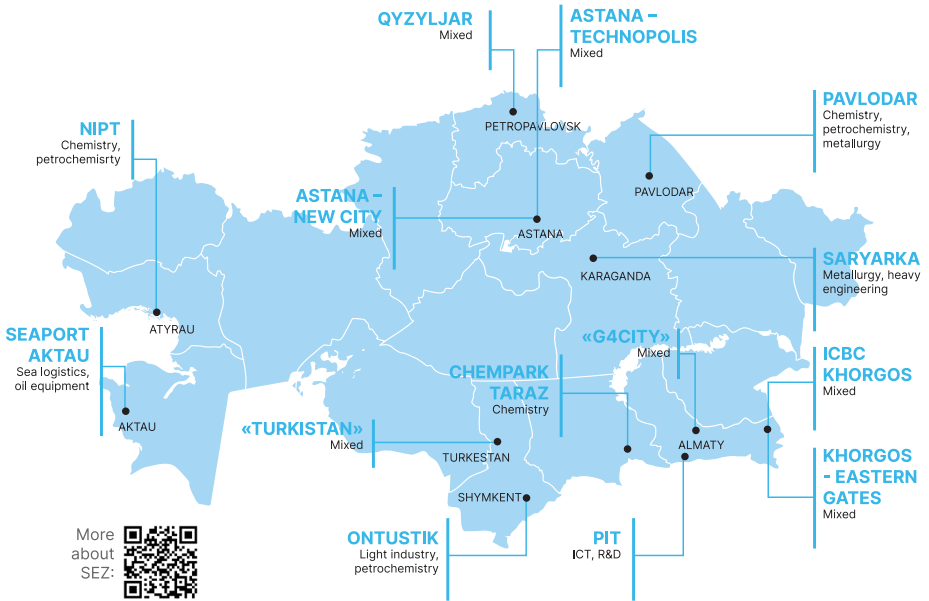 QYZYLJAR
Mixed
ASTANA –
TECHNOPOLIS
Mixed
PAVLODAR
Chemistry,
petrochemistry,
metallurgy
NIPT
Chemistry,
petrochemisrty
PETROPAVLOVSK
PAVLODAR
ASTANA –
NEW CITY
Mixed
ASTANA
KARAGANDA
SARYARKA
Metallurgy, heavy
engineering
ATYRAU
SEAPORT
AKTAU
Sea logistics,
oil equipment
AKTAU
«G4CITY»
Mixed
ICBC
KHORGOS
Mixed
CHEMPARK
TARAZ
Chemistry
«TURKISTAN»
Mixed
TURKESTAN
ALMATY
KHORGOS
- EASTERN
GATES
Mixed
SHYMKENT
ONTUSTIK
Light industry,
petrochemistry
PIT
ICT, R&D
More
about
SEZ: